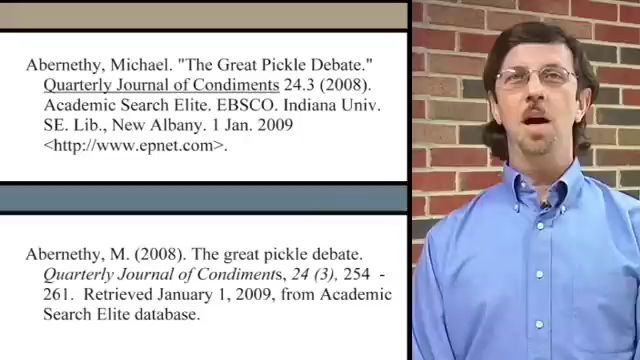 Abernethy, Michael. "The Great Pickle Debate."
Quarterly Journal of Condiments 24.3 (2008).
Academic Search Elite. EBSCO. Indiana Univ.
SE. Lib., New Albany. 1 Jan. 2009
<http://www.epnet.com>.
Abernethy, M. (2008). The great pickle debate.
Quarterly Journal of Condiments, 24 (3), 254 -
261. Retrieved January 1, 2009, from Academic
Search Elite database.